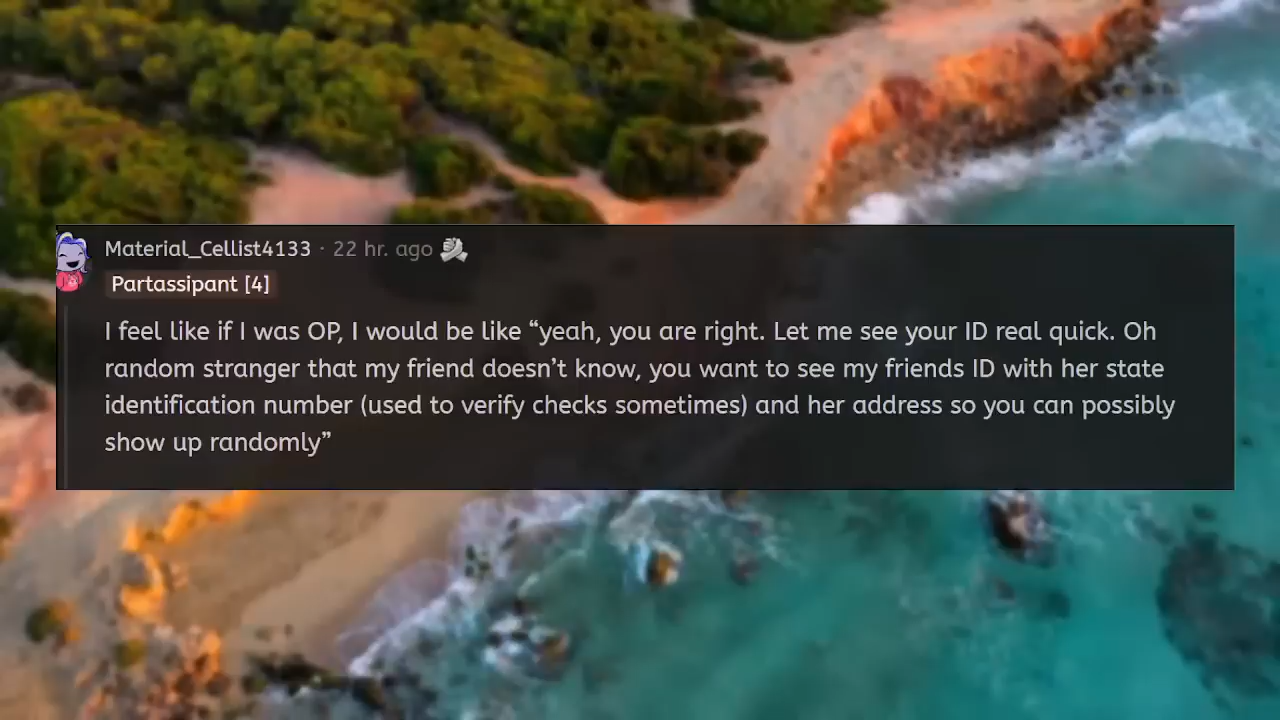 Material_Cellist4133 · 22 hr. ago
Partassipant [4]
I feel like if I was OP, I would be like “yeah, you are right. Let me see your ID real quick. Oh
random stranger that my friend doesn’t know, you want to see my friends ID with her state
identification number (used to verify checks sometimes) and her address so you can possibly
show up randomly”